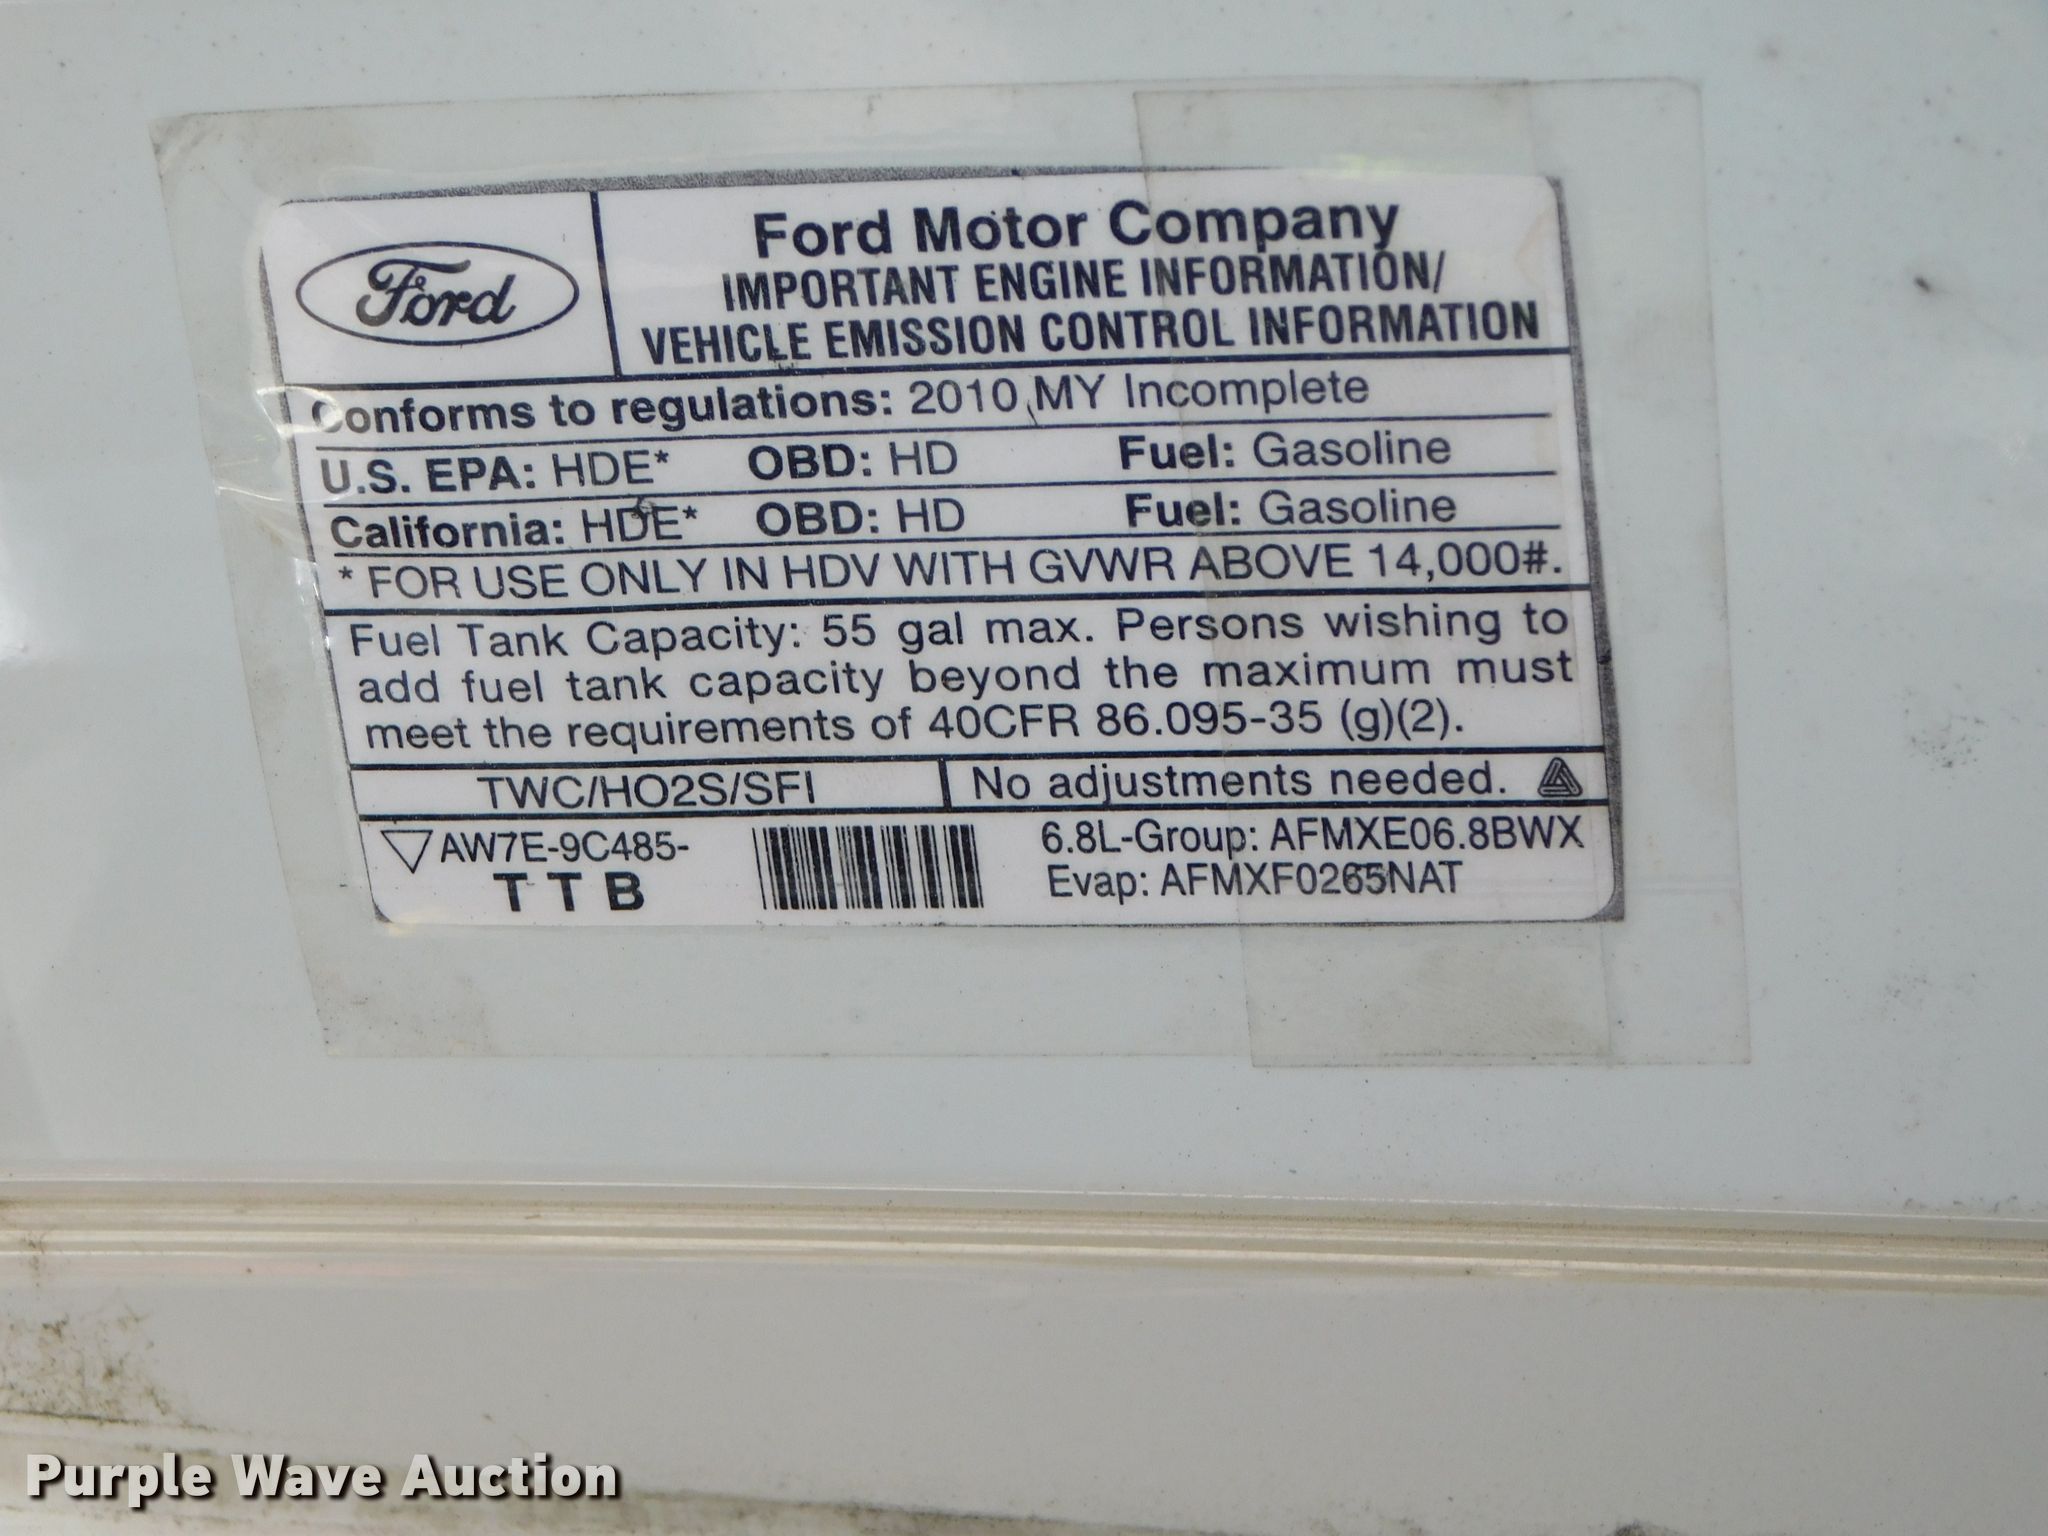 Ford
Ford Motor Company
IMPORTANT ENGINE INFORMATION/
VEHICLE EMISSION CONTROL INFORMATION
Conforms to regulations: 2010 MY Incomplete
U.S. EPA: HDE* OBD: HD Fuel: Gasoline
California: HDE* OBD: HD Fuel: Gasoline
* FOR USE ONLY IN HDV WITH GVWR ABOVE 14,000#.
Fuel Tank Capacity: 55 gal max. Persons wishing to
add fuel tank capacity beyond the maximum must
meet the requirements of 40CFR 86.095-35 (g)(2).
TWC/HO2S/SFI No adjustments needed.
AW7E-9C485-
TTB
6.8L-Group: AFMXE06.8BWX
Evap: AFMXF0265NAT
Purple Wave Auction